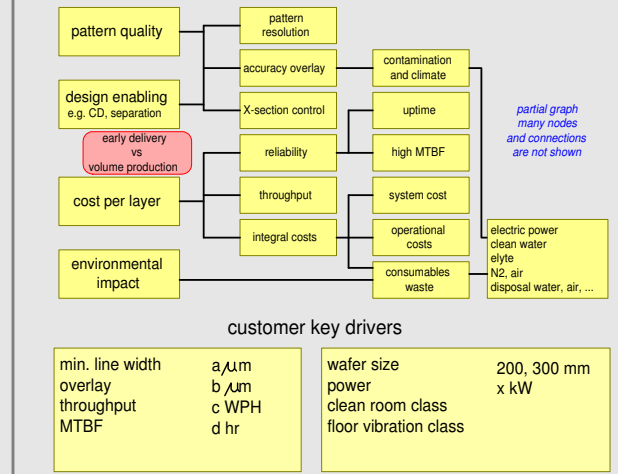 pattern quality
design enabling
e.g. CD, separation
early delivery
vs
volume production
cost per layer
environmental
impact
pattern
resolution
accuracy overlay
X-section control
reliability
throughput
integral costs
contamination
and climate
uptime
high MTBF
system cost
operational
costs
consumables
waste
partial graph
many nodes
and connections
are not shown
electric power
clean water
elyte
N2, air
disposal water, air, ...
customer key drivers
min. line width a μm
overlay b μm
throughput c WPH
MTBF d hr
wafer size 200, 300 mm
power x kW
clean room class
floor vibration class